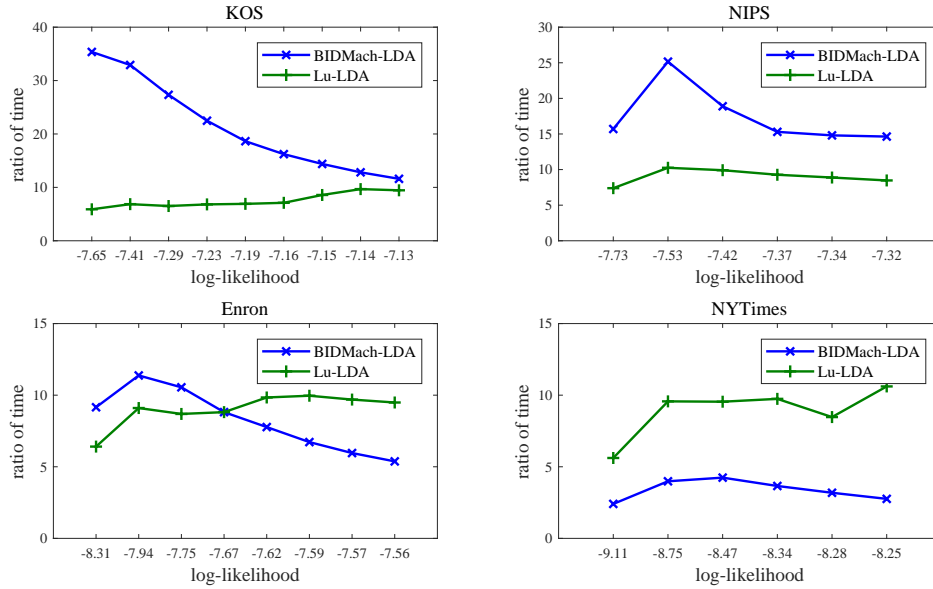 KOS
40
30
20
10
0
ratio of time
BIDMach-LDA
Lu-LDA
-7.65 -7.41 -7.29 -7.23 -7.19 -7.16 -7.15 -7.14 -7.13
log-likelihood
NIPS
30
25
20
15
10
5
0
ratio of time
BIDMach-LDA
Lu-LDA
-7.73 -7.53 -7.42 -7.37 -7.34 -7.32
log-likelihood
Enron
15
10
5
0
ratio of time
BIDMach-LDA
Lu-LDA
-8.31 -7.94 -7.75 -7.67 -7.62 -7.59 -7.57 -7.56
log-likelihood
NYTimes
15
10
5
0
ratio of time
BIDMach-LDA
Lu-LDA
-9.11 -8.75 -8.47 -8.34 -8.28 -8.25
log-likelihood